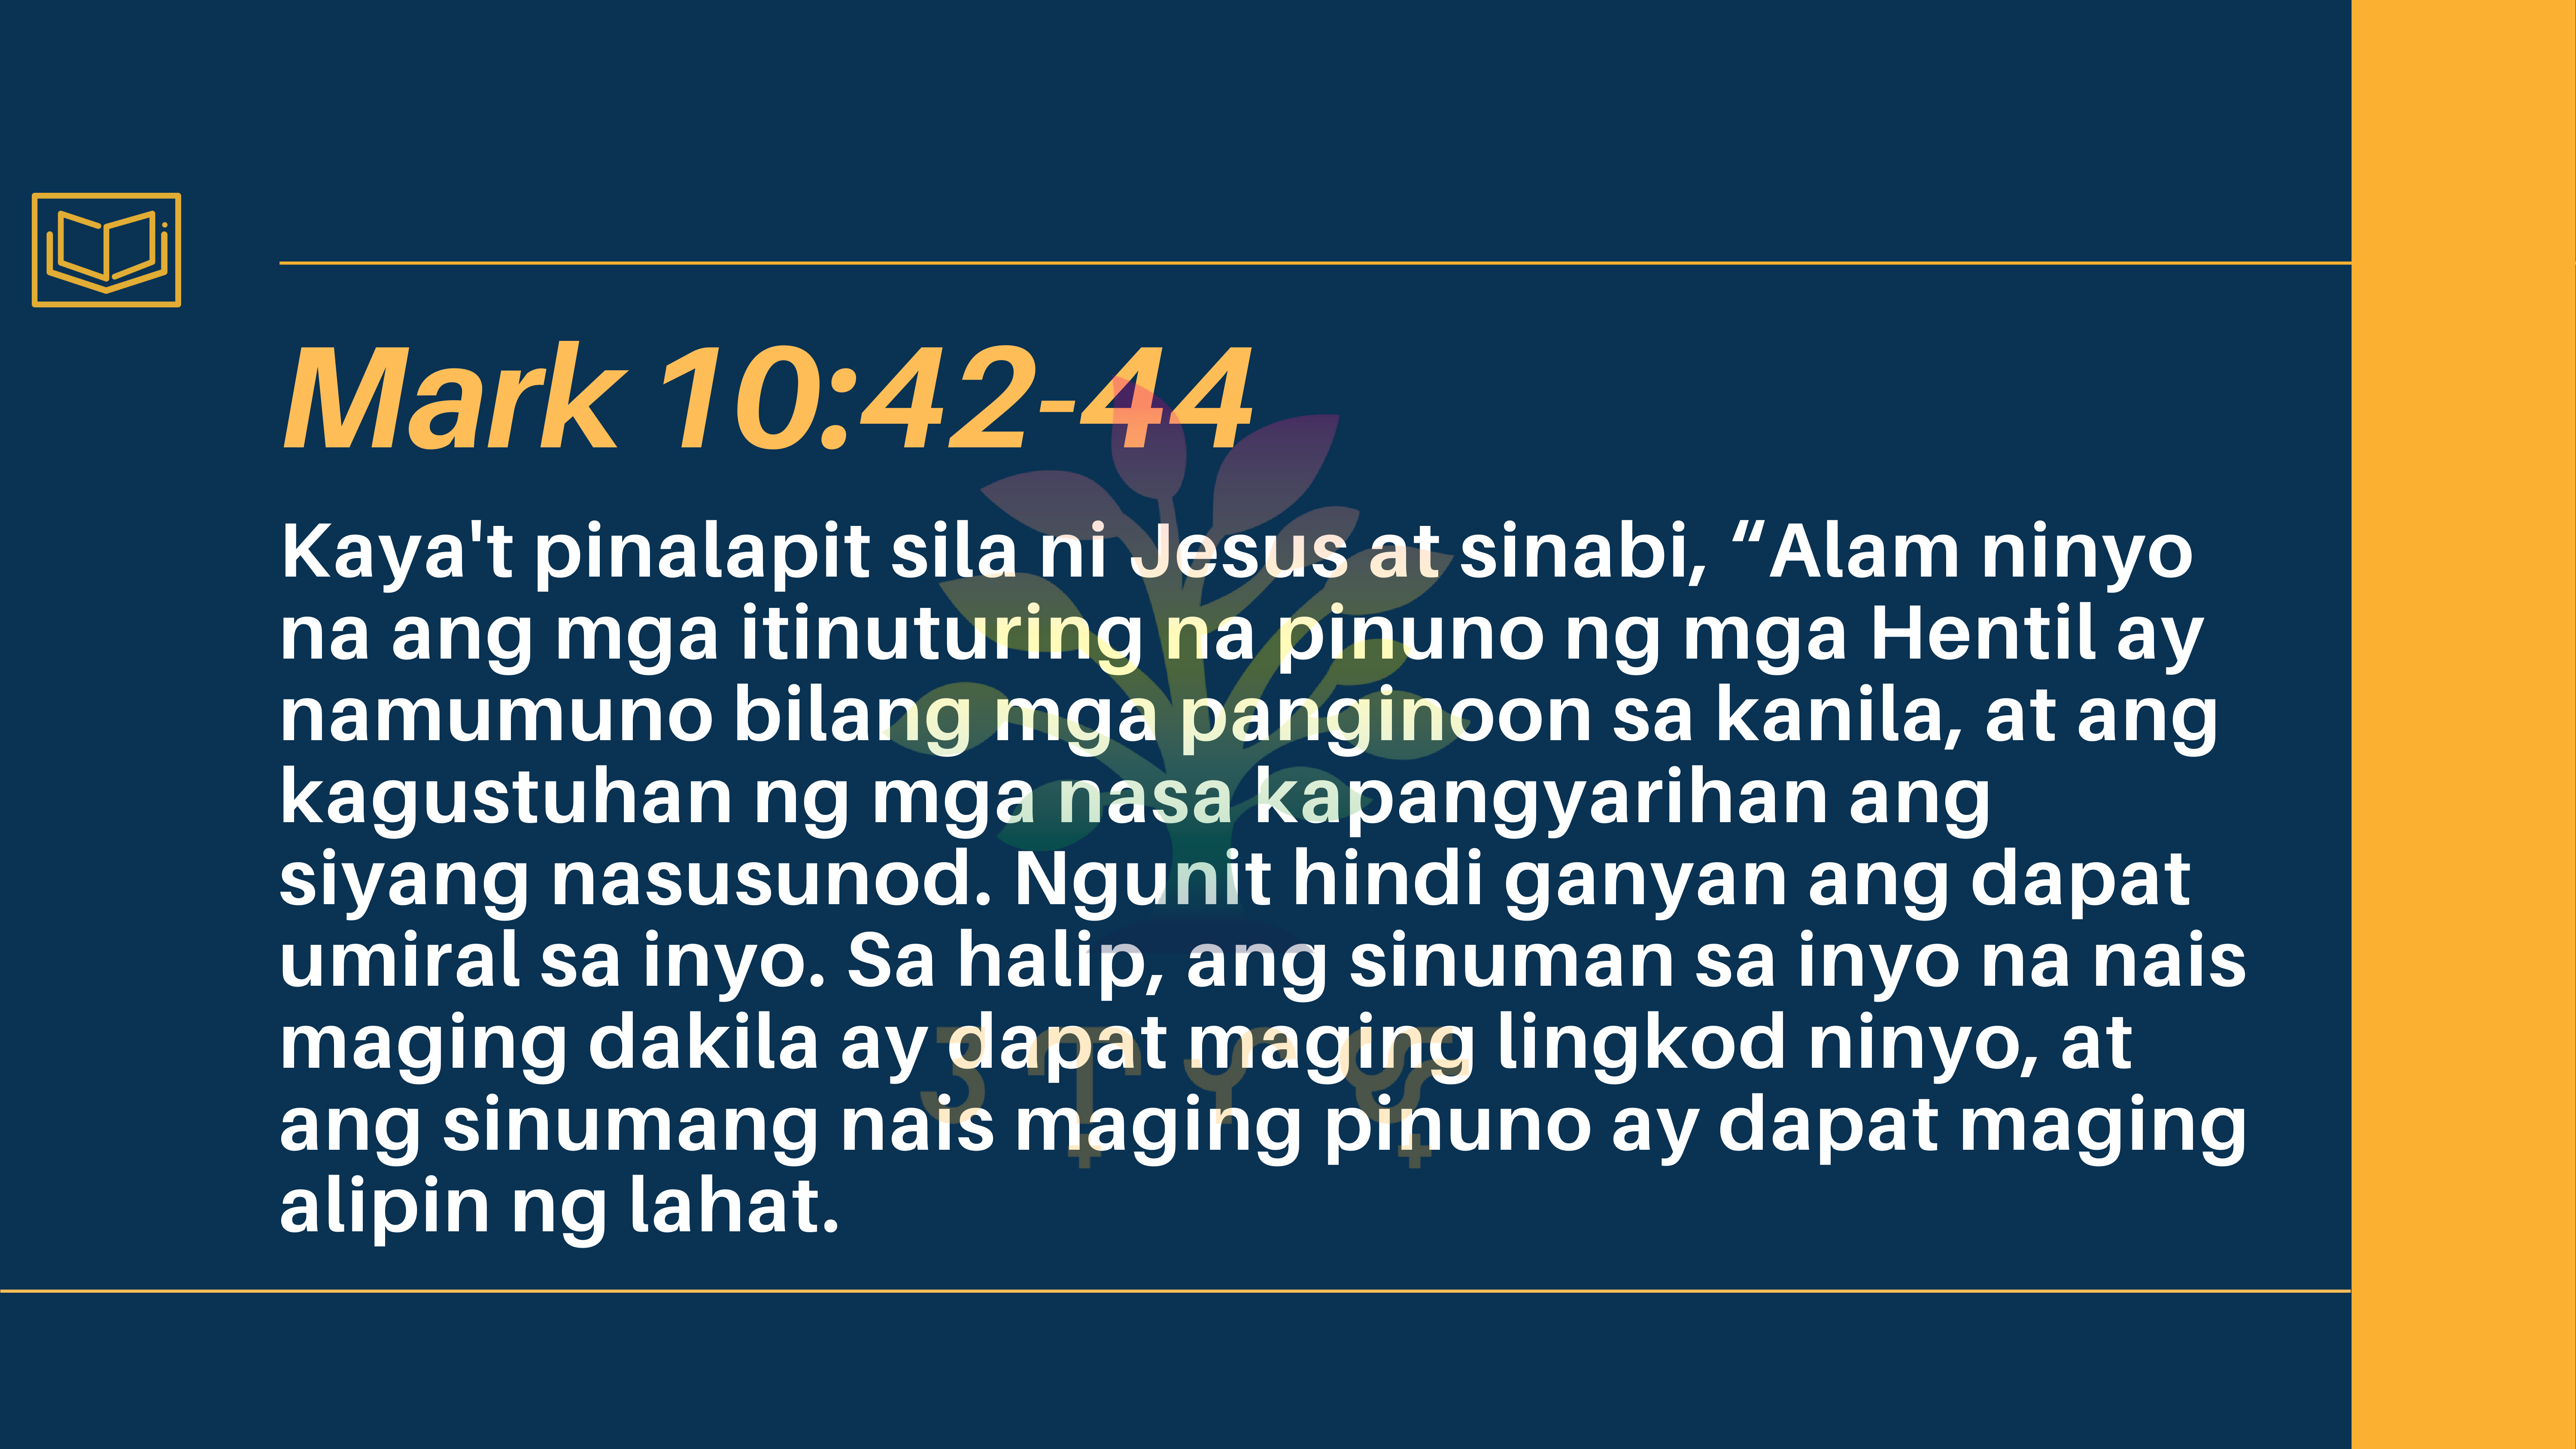 Mark 10:42-44
Kaya't pinalapit sila ni Jesus at sinabi, “Alam ninyo
na ang mga itinuturing na pinuno ng mga Hentil ay
namumuno bilang mga panginoon sa kanila, at ang
kagustuhan ng mga nasa kapangyarihan ang
siyang nasusunod. Ngunit hindi ganyan ang dapat
umiral sa inyo. Sa halip, ang sinuman sa inyo na nais
maging dakila ay dapat maging lingkod ninyo, at
ang sinumang nais maging pinuno ay dapat maging
alipin ng lahat.